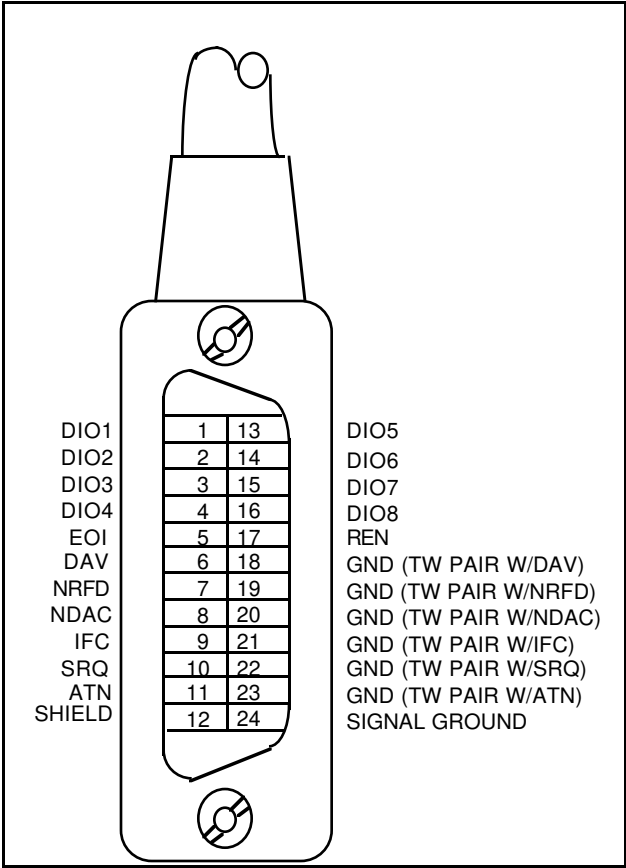 DIO1 1 13 DIO5
DIO2 2 14 DIO6
DIO3 3 15 DIO7
DIO4 4 16 DIO8
EOI 5 17 REN
DAV 6 18 GND (TW PAIR W/DAV)
NRFD 7 19 GND (TW PAIR W/NRFD)
NDAC 8 20 GND (TW PAIR W/NDAC)
IFC 9 21 GND (TW PAIR W/IFC)
SRQ 10 22 GND (TW PAIR W/SRQ)
ATN 11 23 GND (TW PAIR W/ATN)
SHIELD 12 24 SIGNAL GROUND